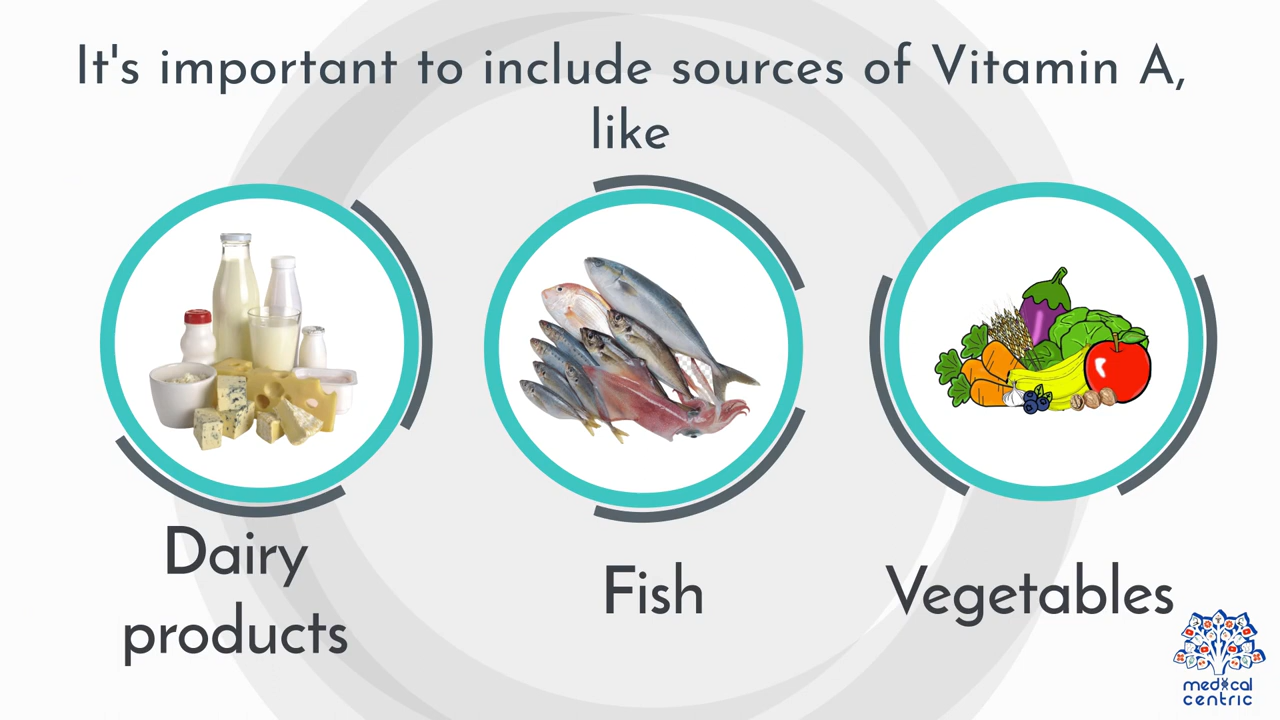 It's important to include sources of Vitamin A,
like
Dairy
products
Fish
Vegetables
medical
centric